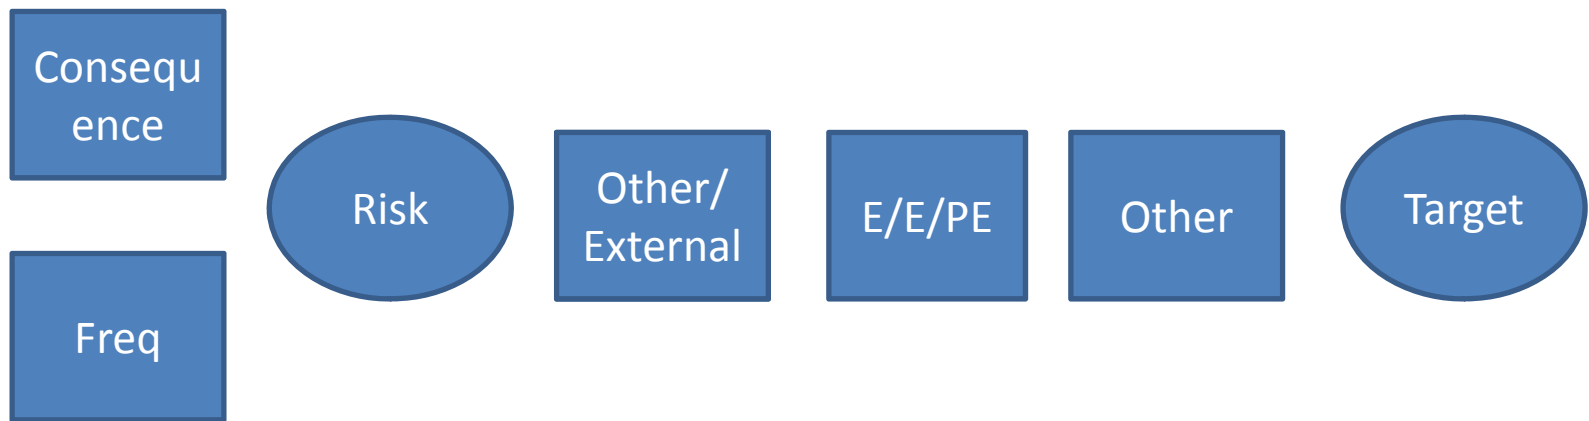 Consequ
ence
Freq
Risk
Other/
External
E/E/PE
Other
Target